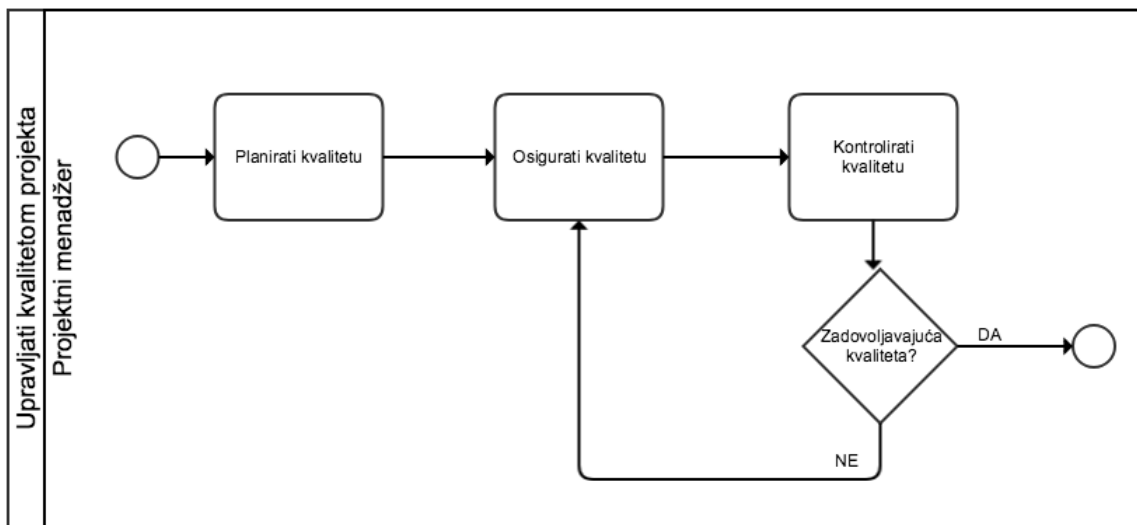 Upravljati kvalitetom projekta
Projektni menadžer
Planirati kvalitetu
Osigurati kvalitetu
Kontrolirati
kvalitetu
Zadovoljavajuća
kvaliteta?
DA
NE